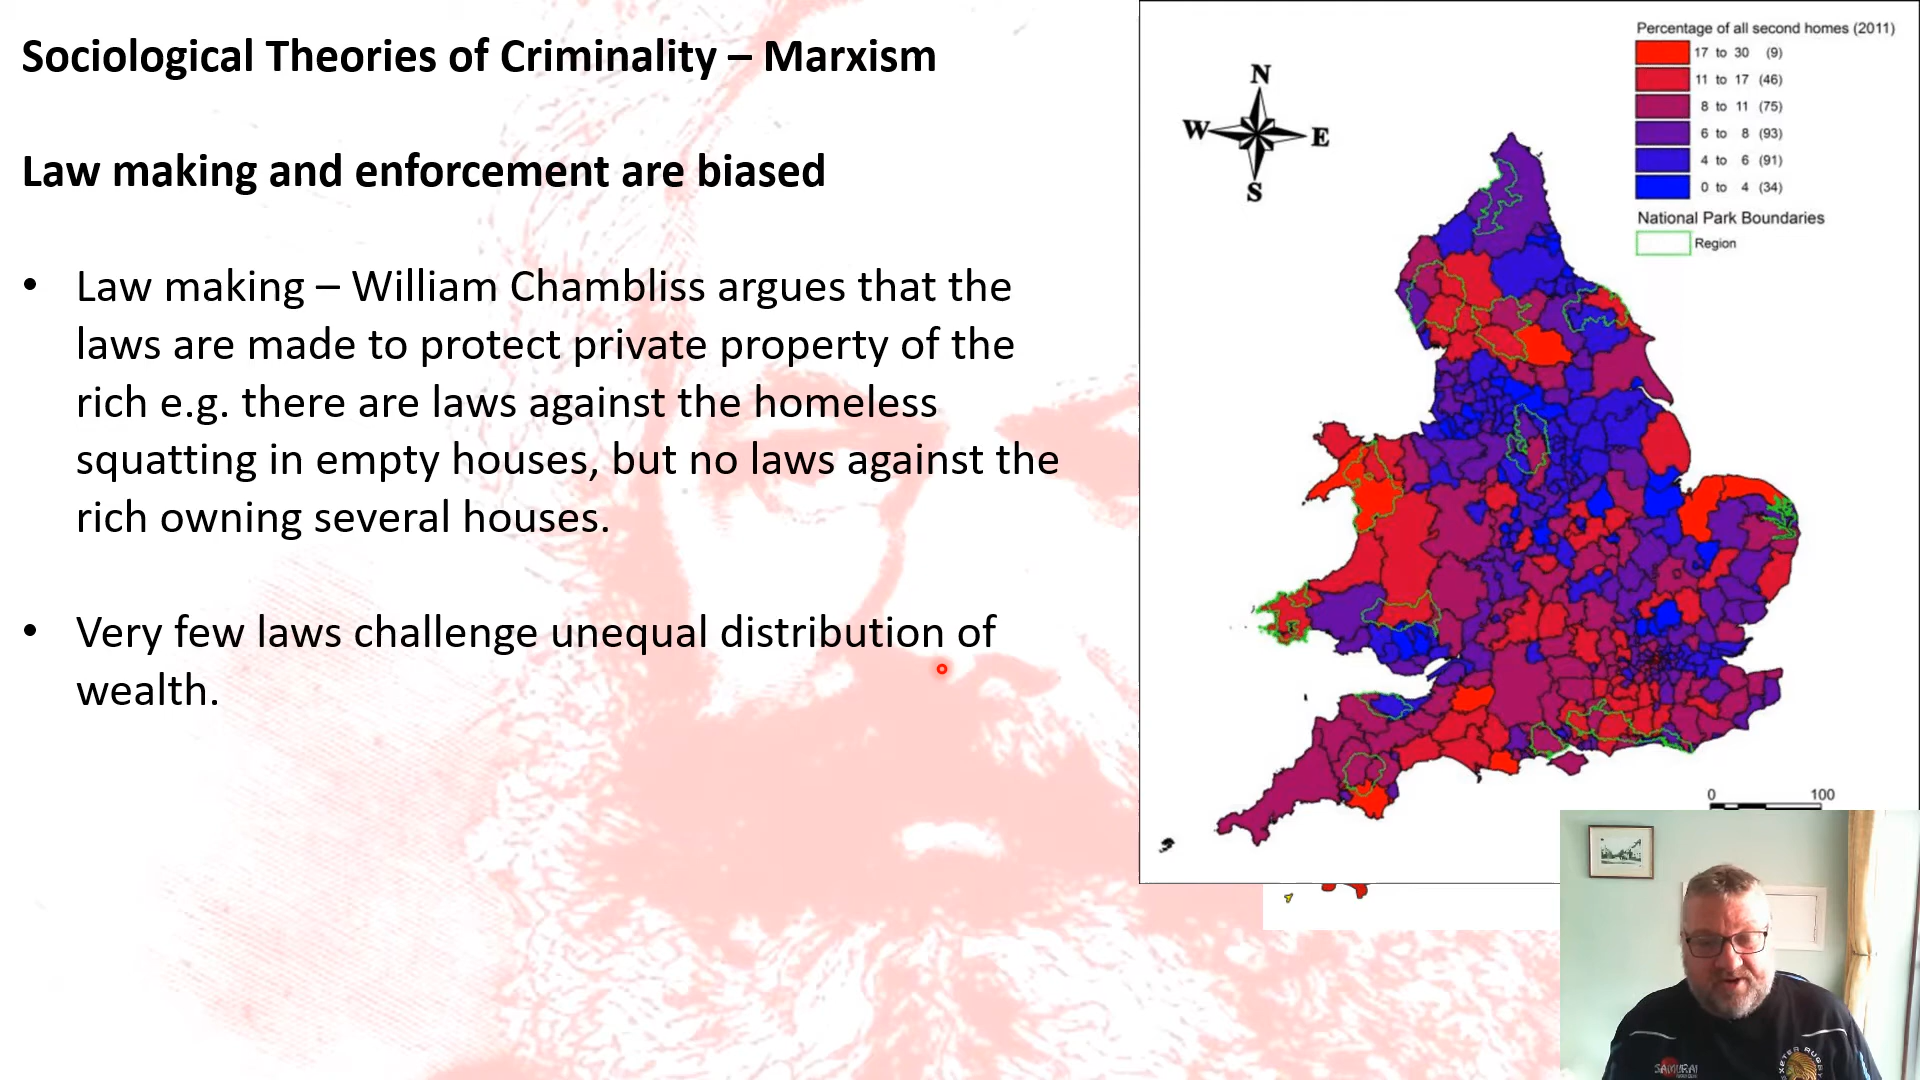 Sociological Theories of Criminality – Marxism
Law making and enforcement are biased
• Law making – William Chambliss argues that the
laws are made to protect private property of the
rich e.g. there are laws against the homeless
squatting in empty houses, but no laws against the
rich owning several houses.
• Very few laws challenge unequal distribution of
wealth.
N
W E
S
Percentage of all second homes (2011)
17 to 30 (9)
11 to 17 (46)
8 to 11 (75)
6 to 8 (93)
4 to 6 (91)
0 to 4 (34)
National Park Boundaries
Region
0 100
SAMURAI